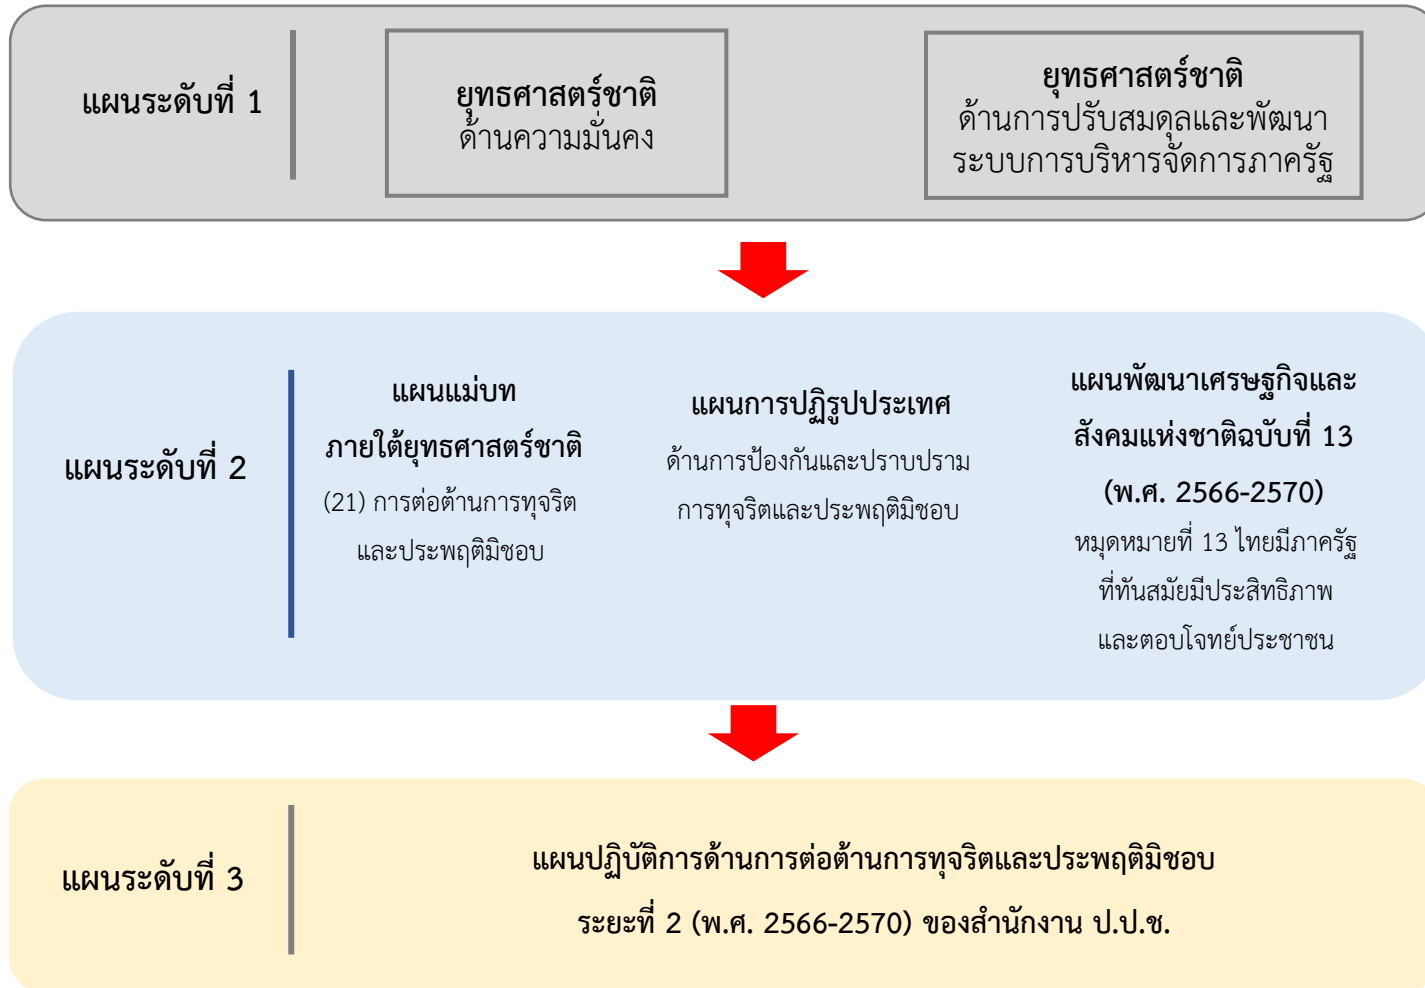 แผนระดับที่ 1
ยุทธศาสตร์ชาติ
ด้านความมั่นคง
ยุทธศาสตร์ชาติ
ด้านการปรับสมดุลและพัฒนา
ระบบการบริหารจัดการภาครัฐ
แผนระดับที่ 2
แผนแม่บท
ภายใต้ยุทธศาสตร์ชาติ
(21) การต่อต้านการทุจริต
และประพฤติมิชอบ
แผนการปฏิรูปประเทศ
ด้านการป้องกันและปราบปราม
การทุจริตและประพฤติมิชอบ
แผนพัฒนาเศรษฐกิจและ
สังคมแห่งชาติฉบับที่ 13
(พ.ศ. 2566-2570)
หมุดหมายที่ 13 ไทยมีภาครัฐ
ที่ทันสมัยมีประสิทธิภาพ
และตอบโจทย์ประชาชน
แผนระดับที่ 3
แผนปฏิบัติการด้านการต่อต้านการทุจริตและประพฤติมิชอบ
ระยะที่ 2 (พ.ศ. 2566-2570) ของสำนักงาน ป.ป.ช.